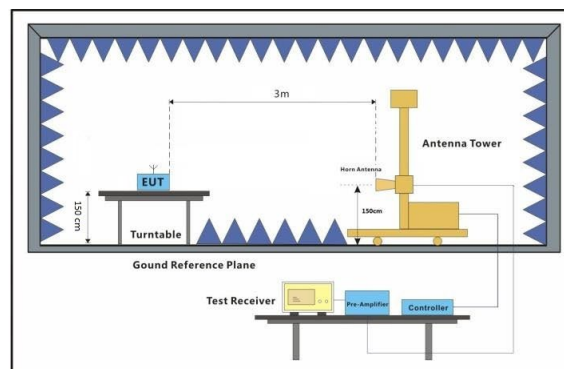 3m
Antenna Tower
Horn Antenna
EUT
150 cm
150cm
Turntable
Gound Reference Plane
Test Receiver
Pre-Amplifier
Controller